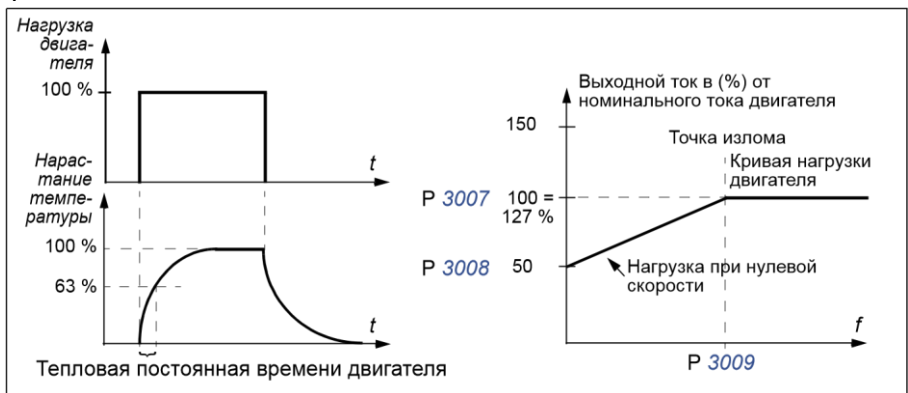 Нагрузка
двига-
теля
100 %
t
Нарас-
тание
темпе-
ратуры
100 %
63 %
t
Тепловая постоянная времени двигателя
Выходной ток в (%) от
номинального тока двигателя
150
Точка излома
Кривая нагрузки
двигателя
P 3007
100 =
127 %
P 3008
50
Нагрузка при нулевой
скорости
f
P 3009